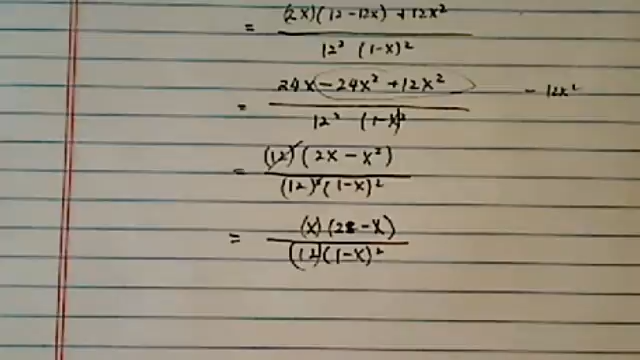 = (2x)(12-12x) + 12x² / 12² (1-x)²
= 24x - 24x² + 12x² / 12² (1-x)² - 12x²
= (12)(2x - x²) / (12)² (1-x)²
= (x)(2 - x) / (12)(1-x)²